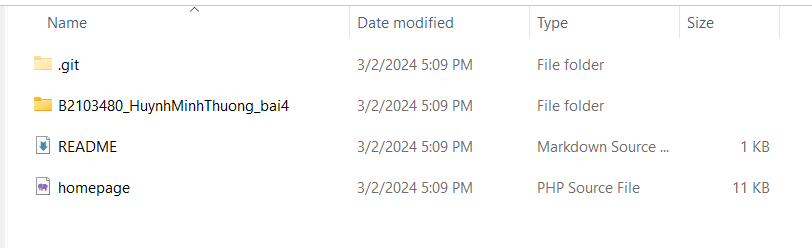 Name Date modified Type Size
.git 3/2/2024 5:09 PM File folder
B2103480_HuynhMinhThuong_bai4 3/2/2024 5:09 PM File folder
README 3/2/2024 5:09 PM Markdown Source ... 1 KB
homepage 3/2/2024 5:09 PM PHP Source File 11 KB